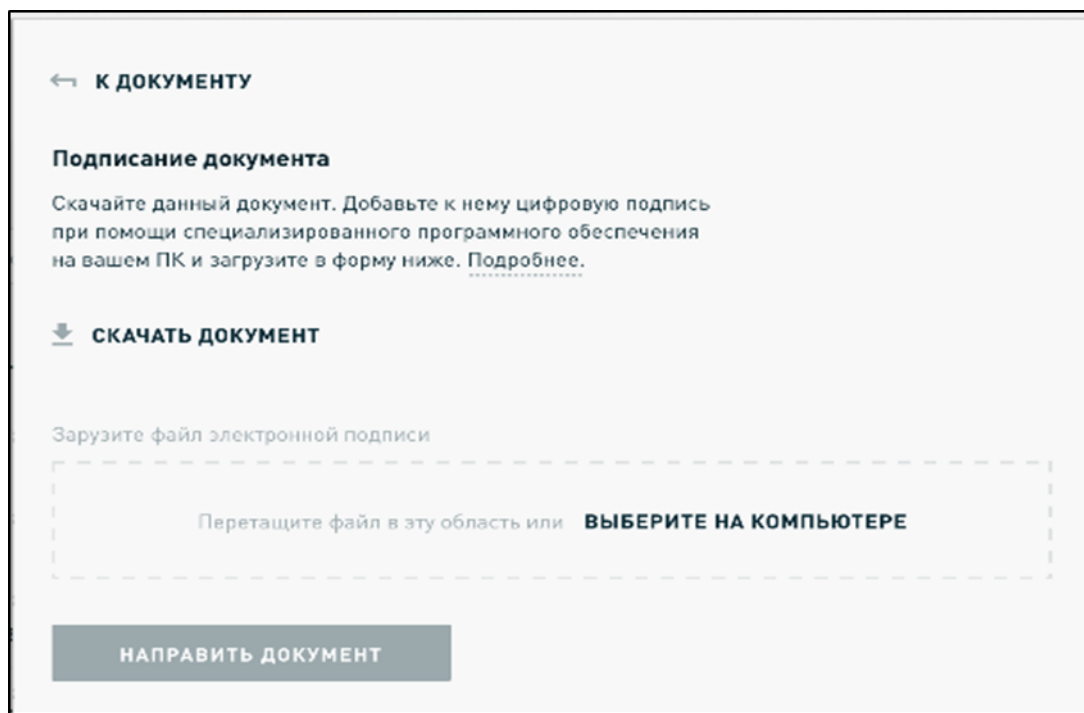 К ДОКУМЕНТУ
Подписание документа
Скачайте данный документ. Добавьте к нему цифровую подпись
при помощи специализированного программного обеспечения
на вашем ПК и загрузите в форму ниже. Подробнее.
СКАЧАТЬ ДОКУМЕНТ
Зарузите файл электронной подписи
Перетащите файл в эту область или ВЫБЕРИТЕ НА КОМПЬЮТЕРЕ
НАПРАВИТЬ ДОКУМЕНТ